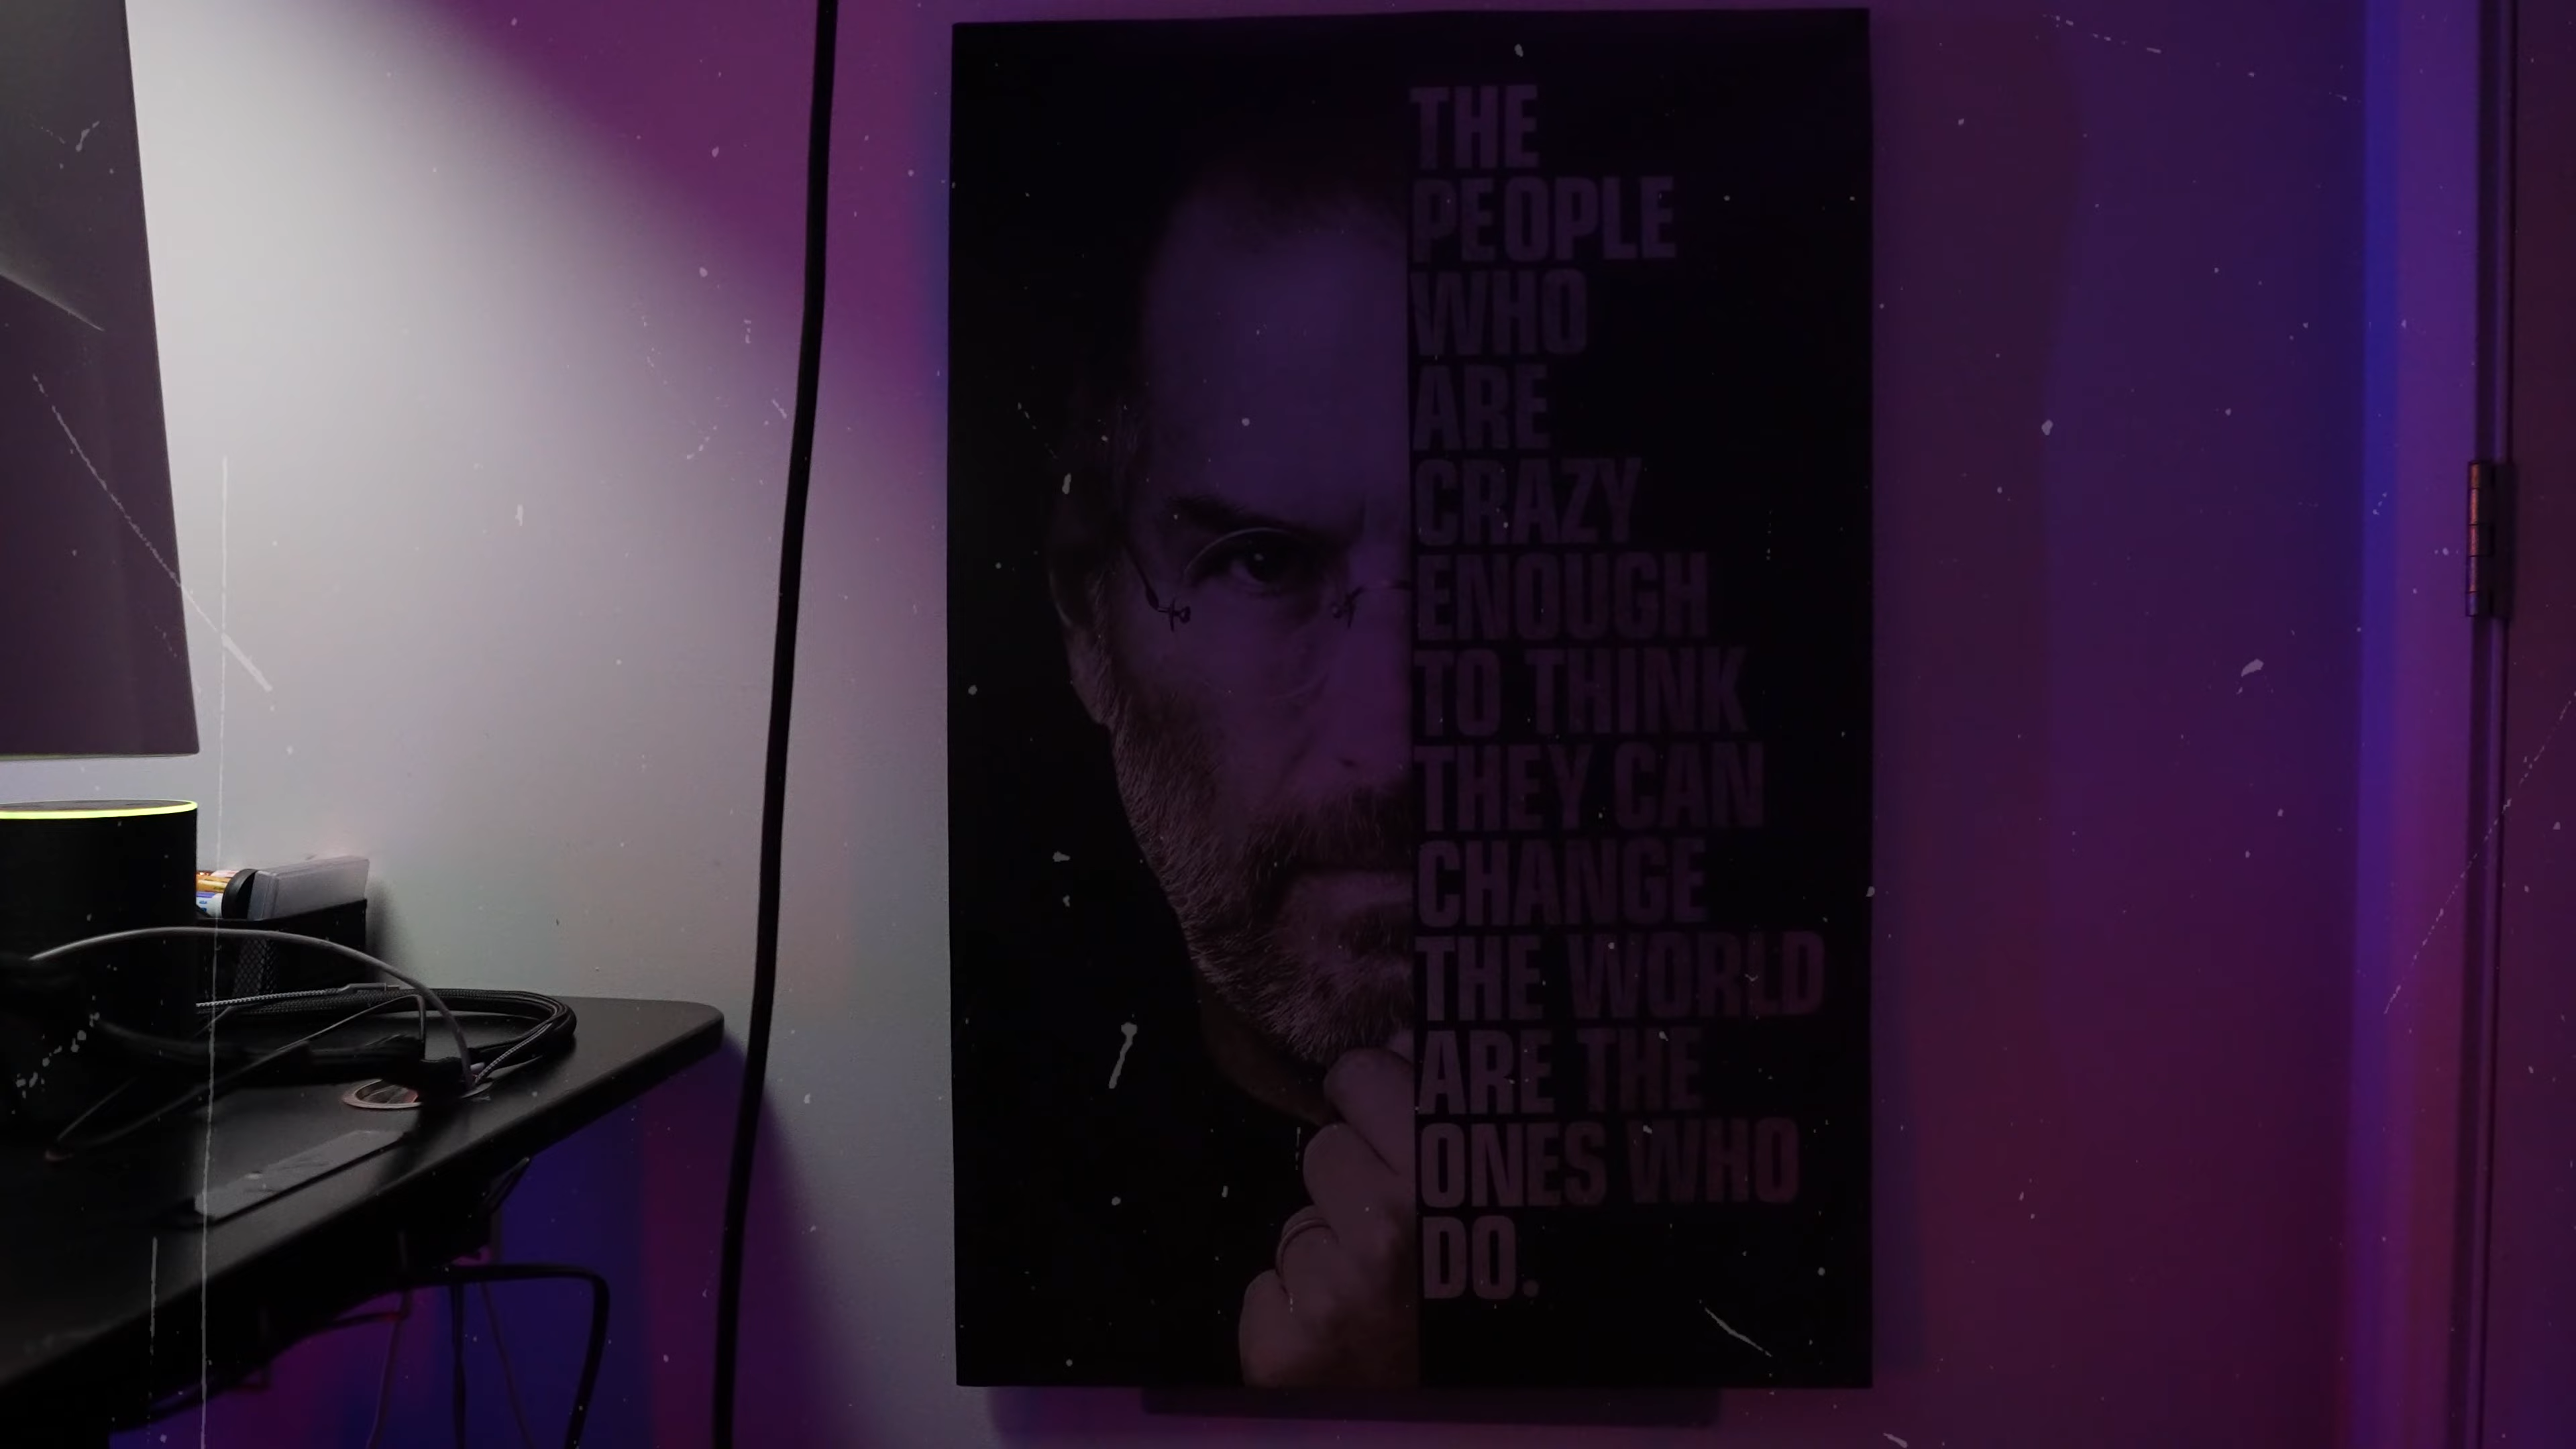 THE
PEOPLE
WHO
ARE
CRAZY
ENOUGH
TO THINK
THEY CAN
CHANGE
THE WORLD
ARE THE
ONES WHO
DO.